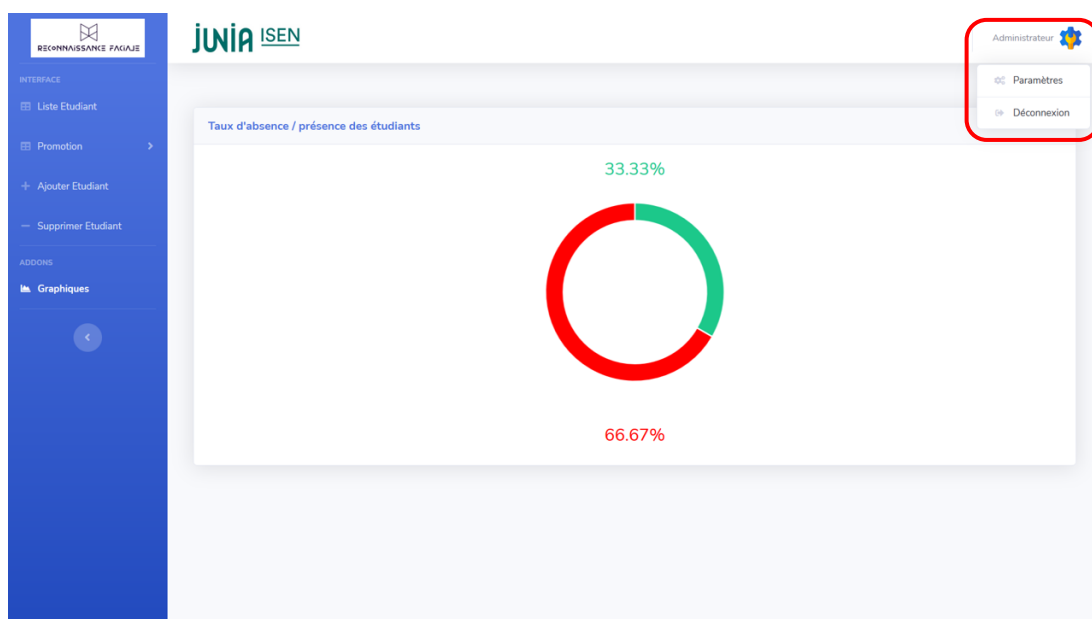 RECONNAISSANCE FACIALE
JUNIA ISEN
Administrateur
INTERFACE
Liste Etudiant
Promotion
Ajouter Etudiant
Supprimer Etudiant
ADDONS
Graphiques
Paramètres
Déconnexion
Taux d'absence / présence des étudiants
33.33%
66.67%